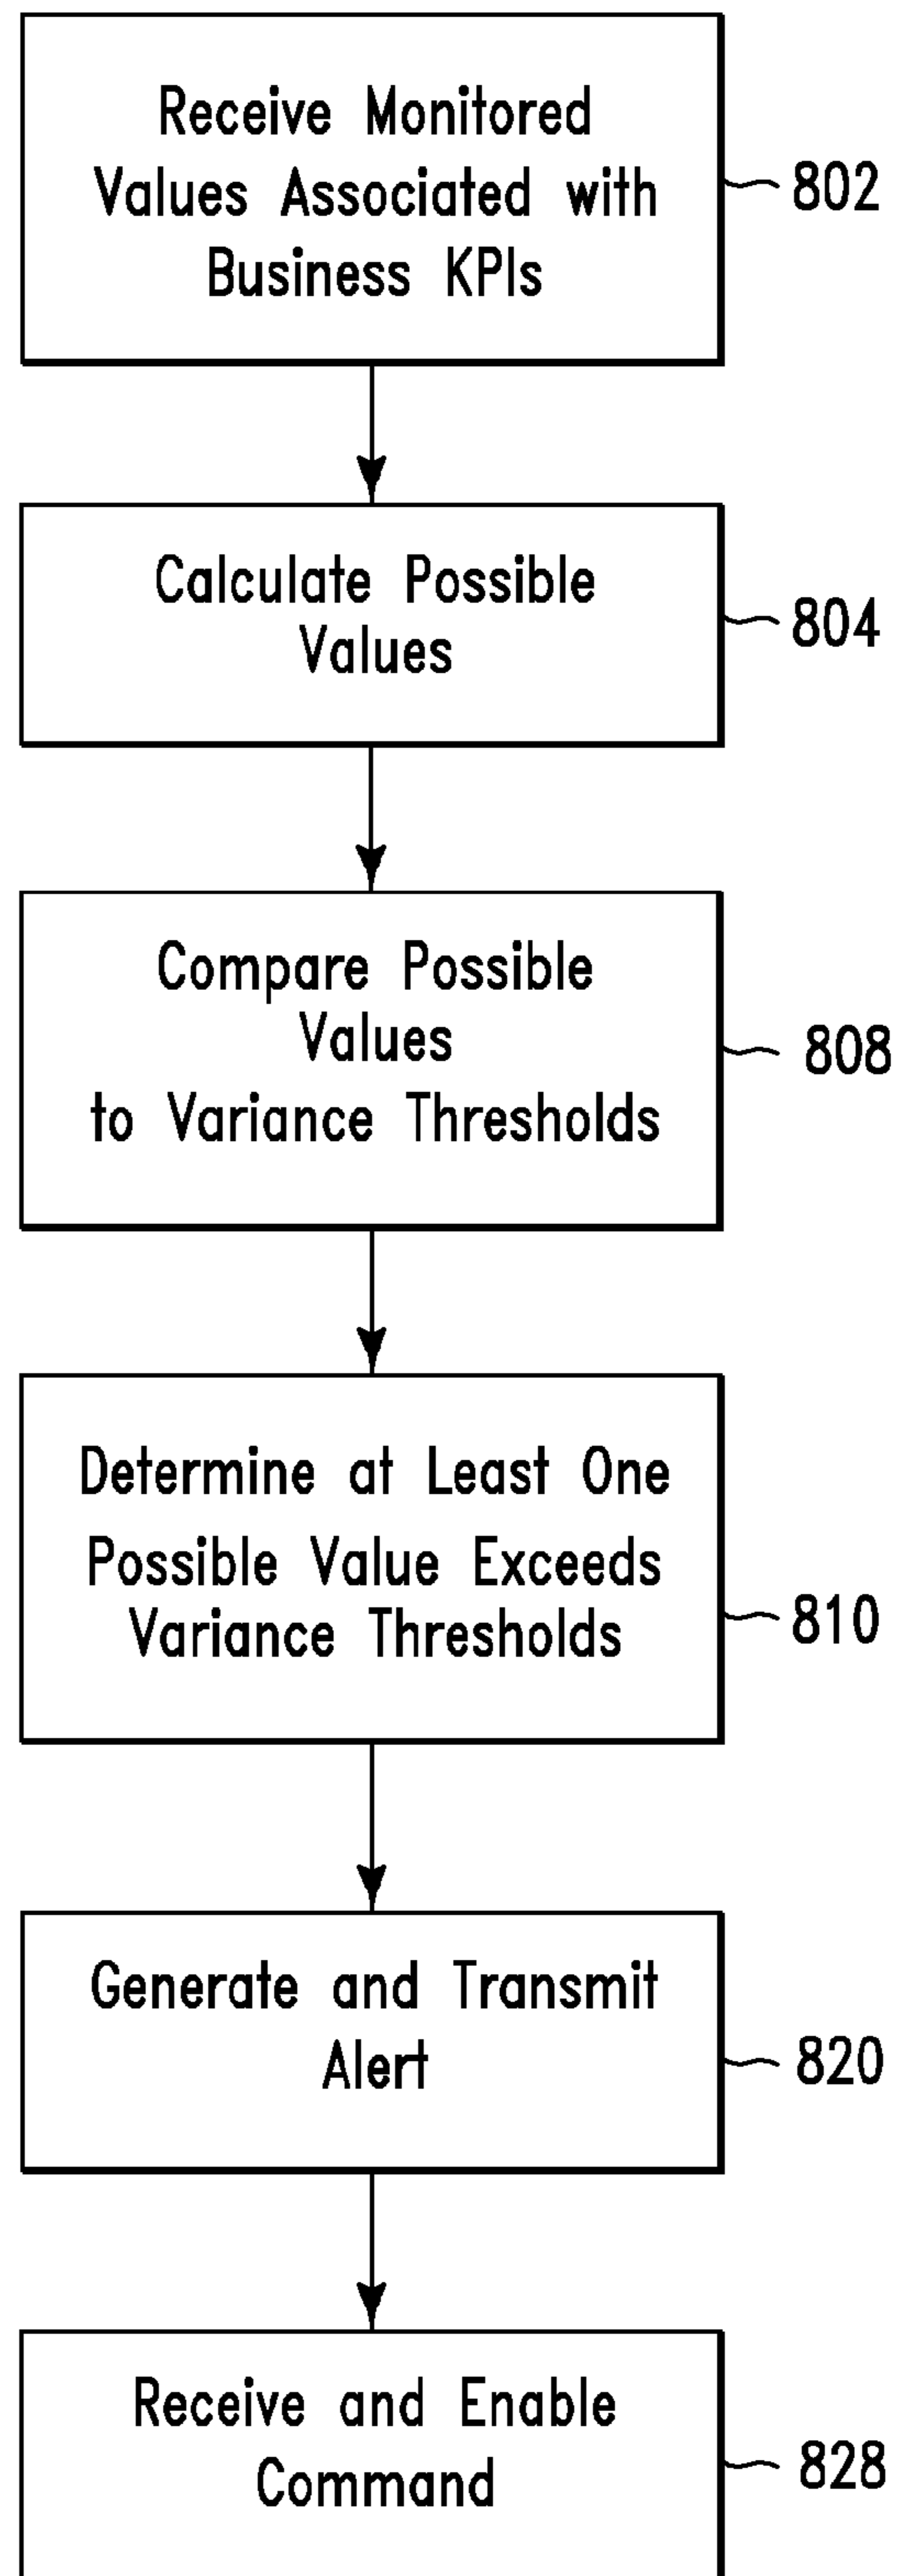 Receive Monitored
Values Associated with
Business KPIs
802
Calculate Possible
Values
804
Compare Possible
Values
to Variance Thresholds
808
Determine at Least One
Possible Value Exceeds
Variance Thresholds
810
Generate and Transmit
Alert
820
Receive and Enable
Command
828